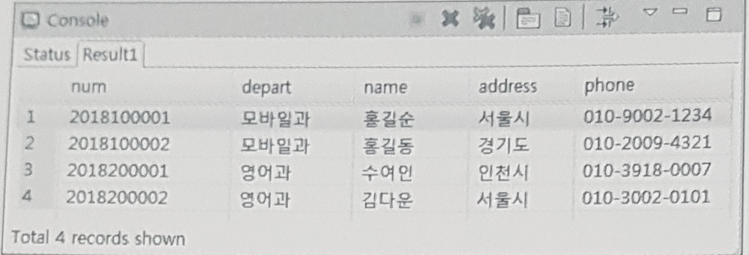 Console
Status Result1
num depart name address phone
1 2018100001 모바일과 홍길순 서울시 010-9002-1234
2 2018100002 모바일과 홍길동 경기도 010-2009-4321
3 2018200001 영어과 수여인 인천시 010-3918-0007
4 2018200002 영어과 김다운 서울시 010-3002-0101
Total 4 records shown